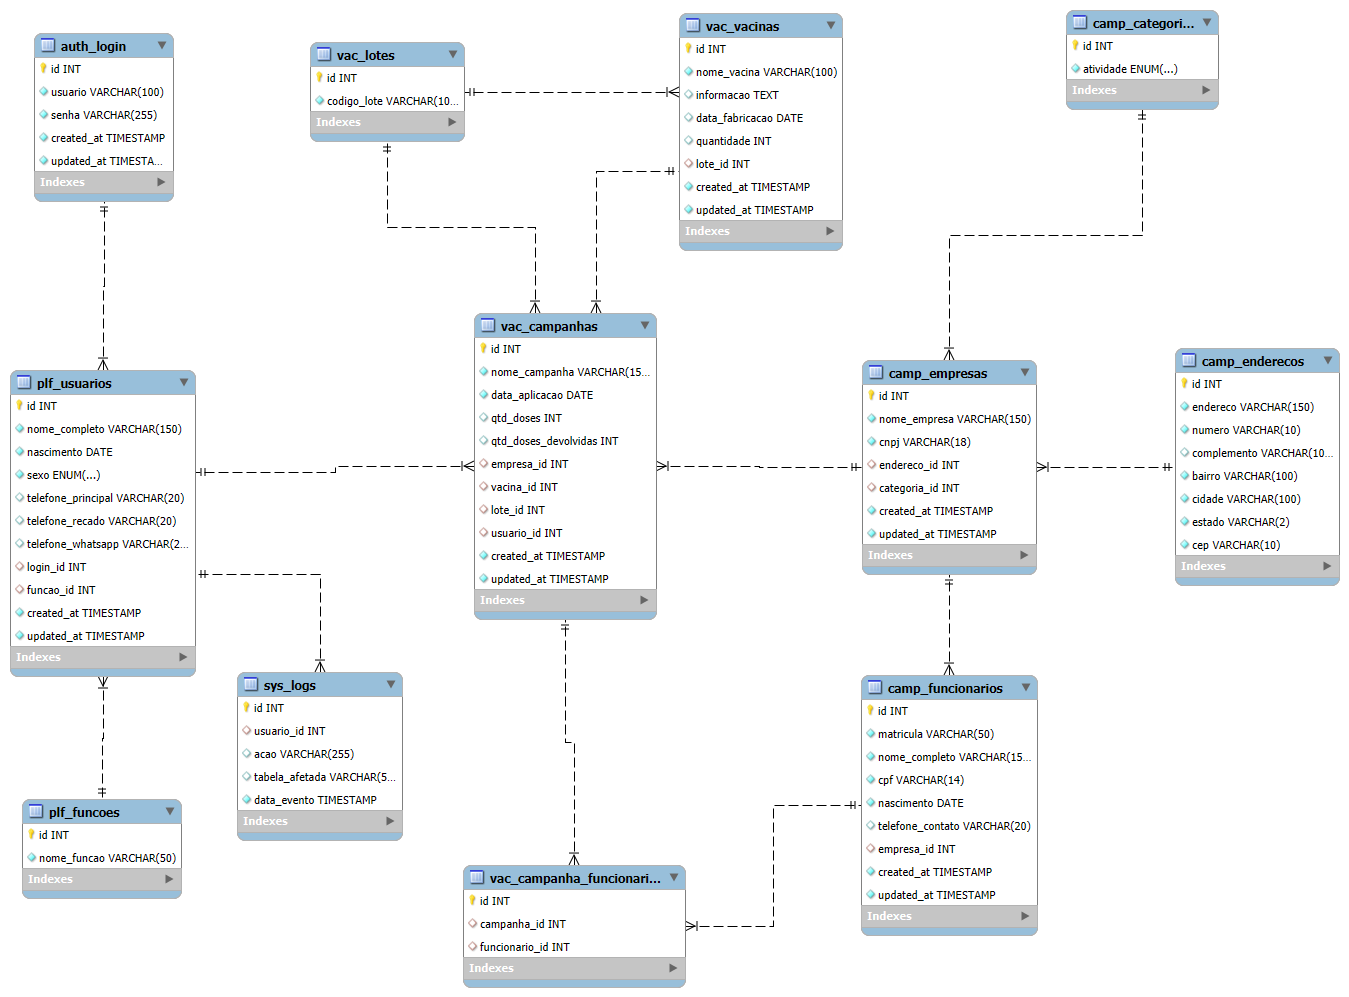 auth_login
id INT
usuario VARCHAR(100)
senha VARCHAR(255)
created_at TIMESTAMP
updated_at TIMESTA...
Indexes
vac_lotes
id INT
codigo_lote VARCHAR(10...
Indexes
vac_vacinas
id INT
nome_vacina VARCHAR(100)
informacao TEXT
data_fabricacao DATE
quantidade INT
lote_id INT
created_at TIMESTAMP
updated_at TIMESTAMP
Indexes
camp_categori...
id INT
atividade ENUM(...)
Indexes
plf_usuarios
id INT
nome_completo VARCHAR(150)
nascimento DATE
sexo ENUM(...)
telefone_principal VARCHAR(20)
telefone_recado VARCHAR(20)
telefone_whatsapp VARCHAR(2...
login_id INT
funcao_id INT
created_at TIMESTAMP
updated_at TIMESTAMP
Indexes
vac_campanhas
id INT
nome_campanha VARCHAR(15...
data_aplicacao DATE
qtd_doses INT
qtd_doses_devolvidas INT
empresa_id INT
vacina_id INT
lote_id INT
usuario_id INT
created_at TIMESTAMP
updated_at TIMESTAMP
Indexes
camp_empresas
id INT
nome_empresa VARCHAR(150)
cnpj VARCHAR(18)
endereco_id INT
categoria_id INT
created_at TIMESTAMP
updated_at TIMESTAMP
Indexes
camp_enderecos
id INT
endereco VARCHAR(150)
numero VARCHAR(10)
complemento VARCHAR(10...
bairro VARCHAR(100)
cidade VARCHAR(100)
estado VARCHAR(2)
cep VARCHAR(10)
Indexes
sys_logs
id INT
usuario_id INT
acao VARCHAR(255)
tabela_afetada VARCHAR(5...
data_evento TIMESTAMP
Indexes
camp_funcionarios
id INT
matricula VARCHAR(50)
nome_completo VARCHAR(15...
cpf VARCHAR(14)
nascimento DATE
telefone_contato VARCHAR(20)
empresa_id INT
created_at TIMESTAMP
updated_at TIMESTAMP
Indexes
plf_funcoes
id INT
nome_funcao VARCHAR(50)
Indexes
vac_campanha_funcionari...
id INT
campanha_id INT
funcionario_id INT
Indexes